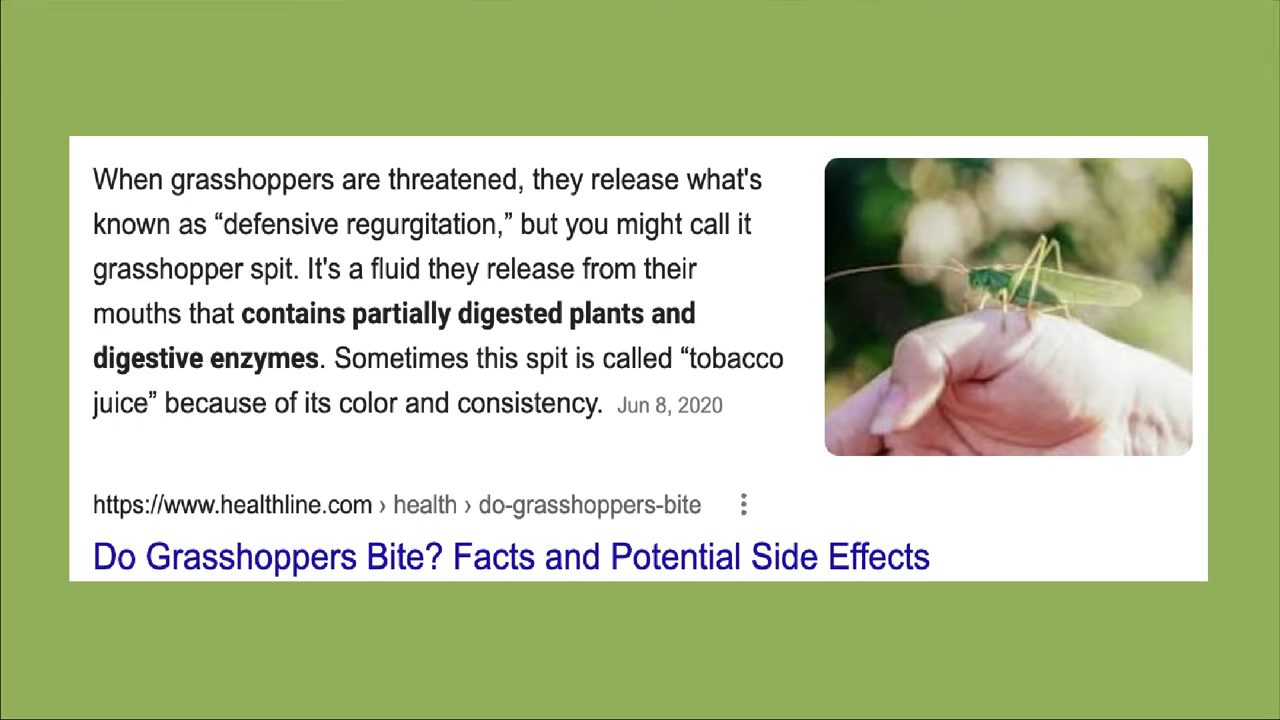 When grasshoppers are threatened, they release what's
known as “defensive regurgitation,” but you might call it
grasshopper spit. It's a fluid they release from their
mouths that contains partially digested plants and
digestive enzymes. Sometimes this spit is called “tobacco
juice” because of its color and consistency. Jun 8, 2020
https://www.healthline.com › health › do-grasshoppers-bite
Do Grasshoppers Bite? Facts and Potential Side Effects